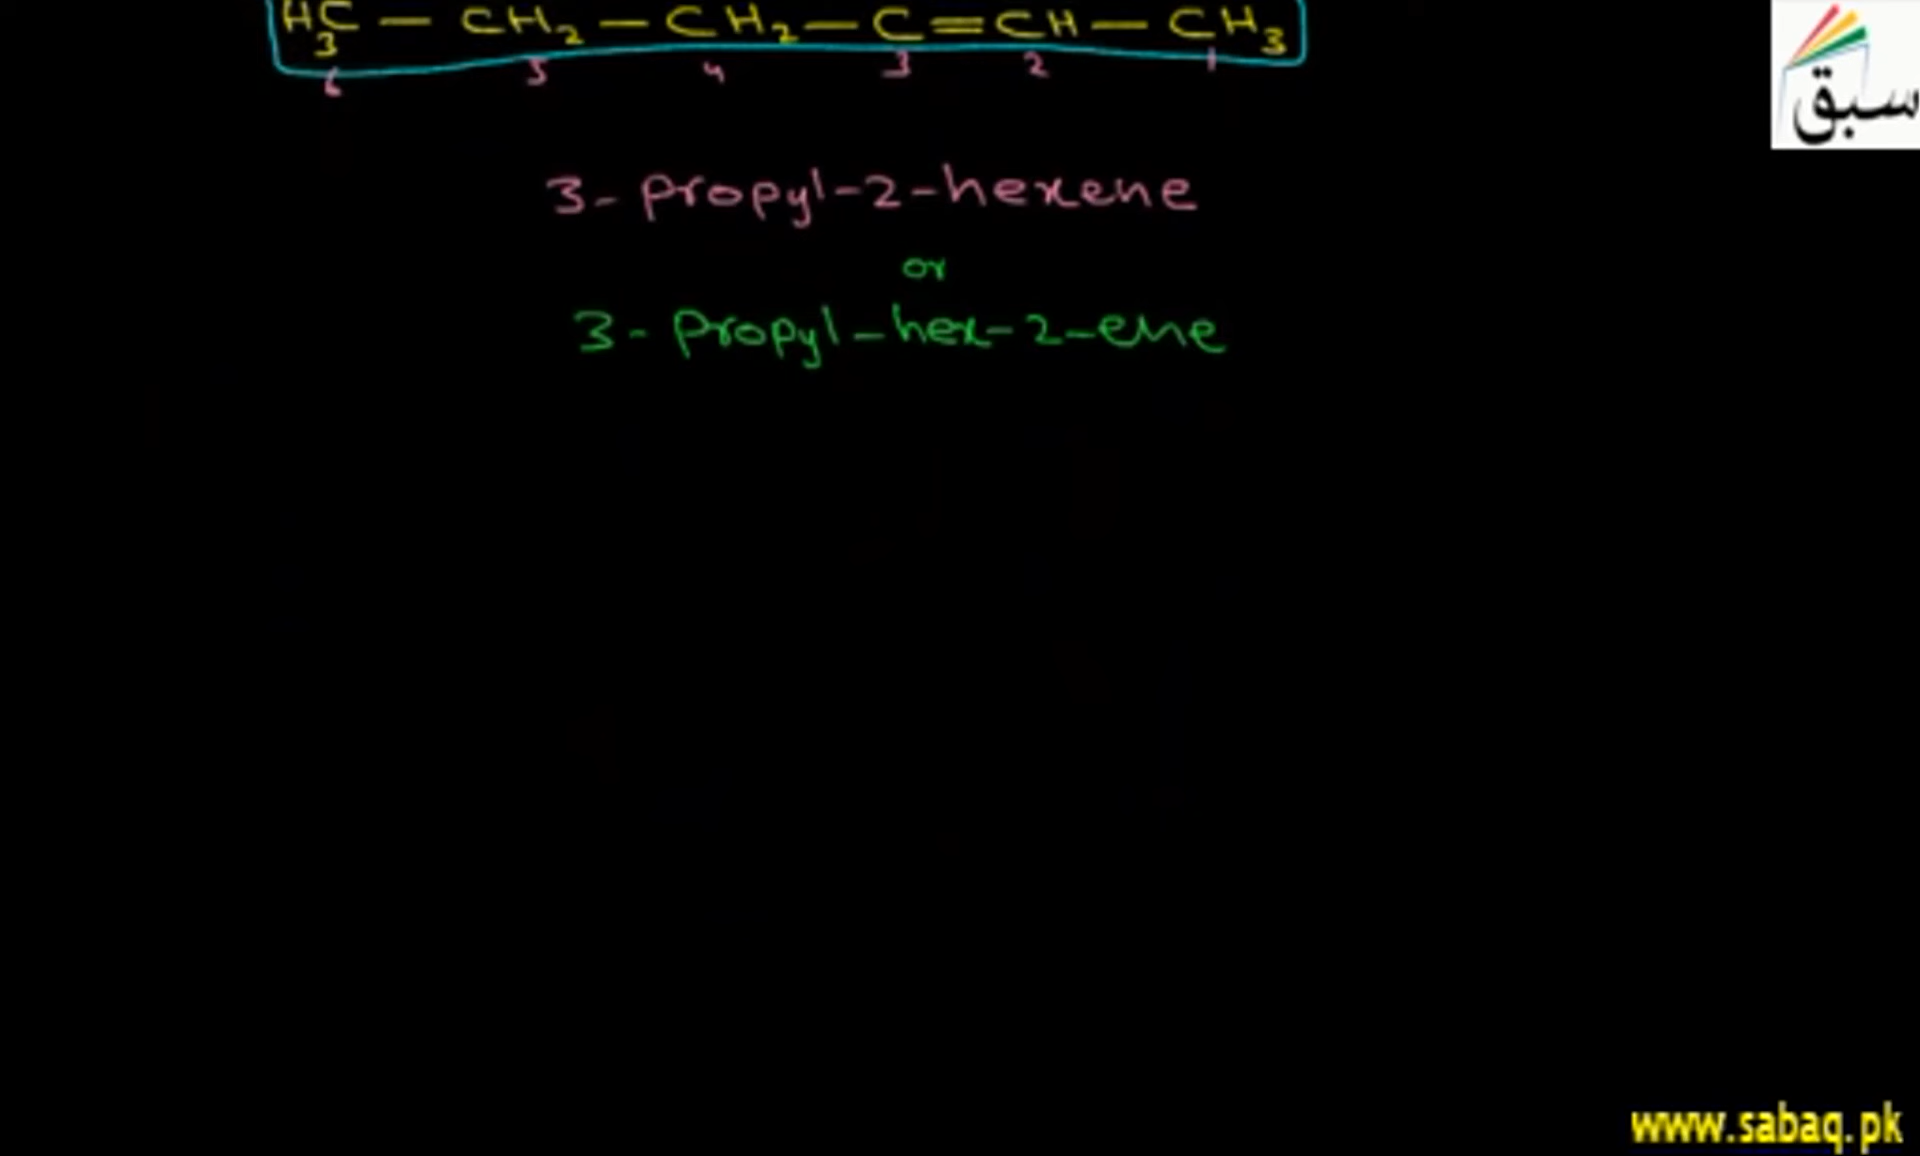 H₃C — CH₂ — CH₂ — C = CH — CH₃
6 5 4 3 2 1
سبق
3 - propyl - 2 - hexene
or
3 - propyl - hex - 2 - ene
www.sabaq.pk